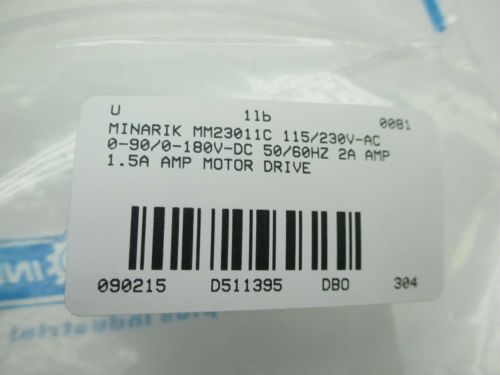 U 1lb 0081
MINARIK MM23011C 115/230V-AC
0-90/0-180V-DC 50/60HZ 2A AMP
1.5A AMP MOTOR DRIVE
090215 D511395 DBO 304